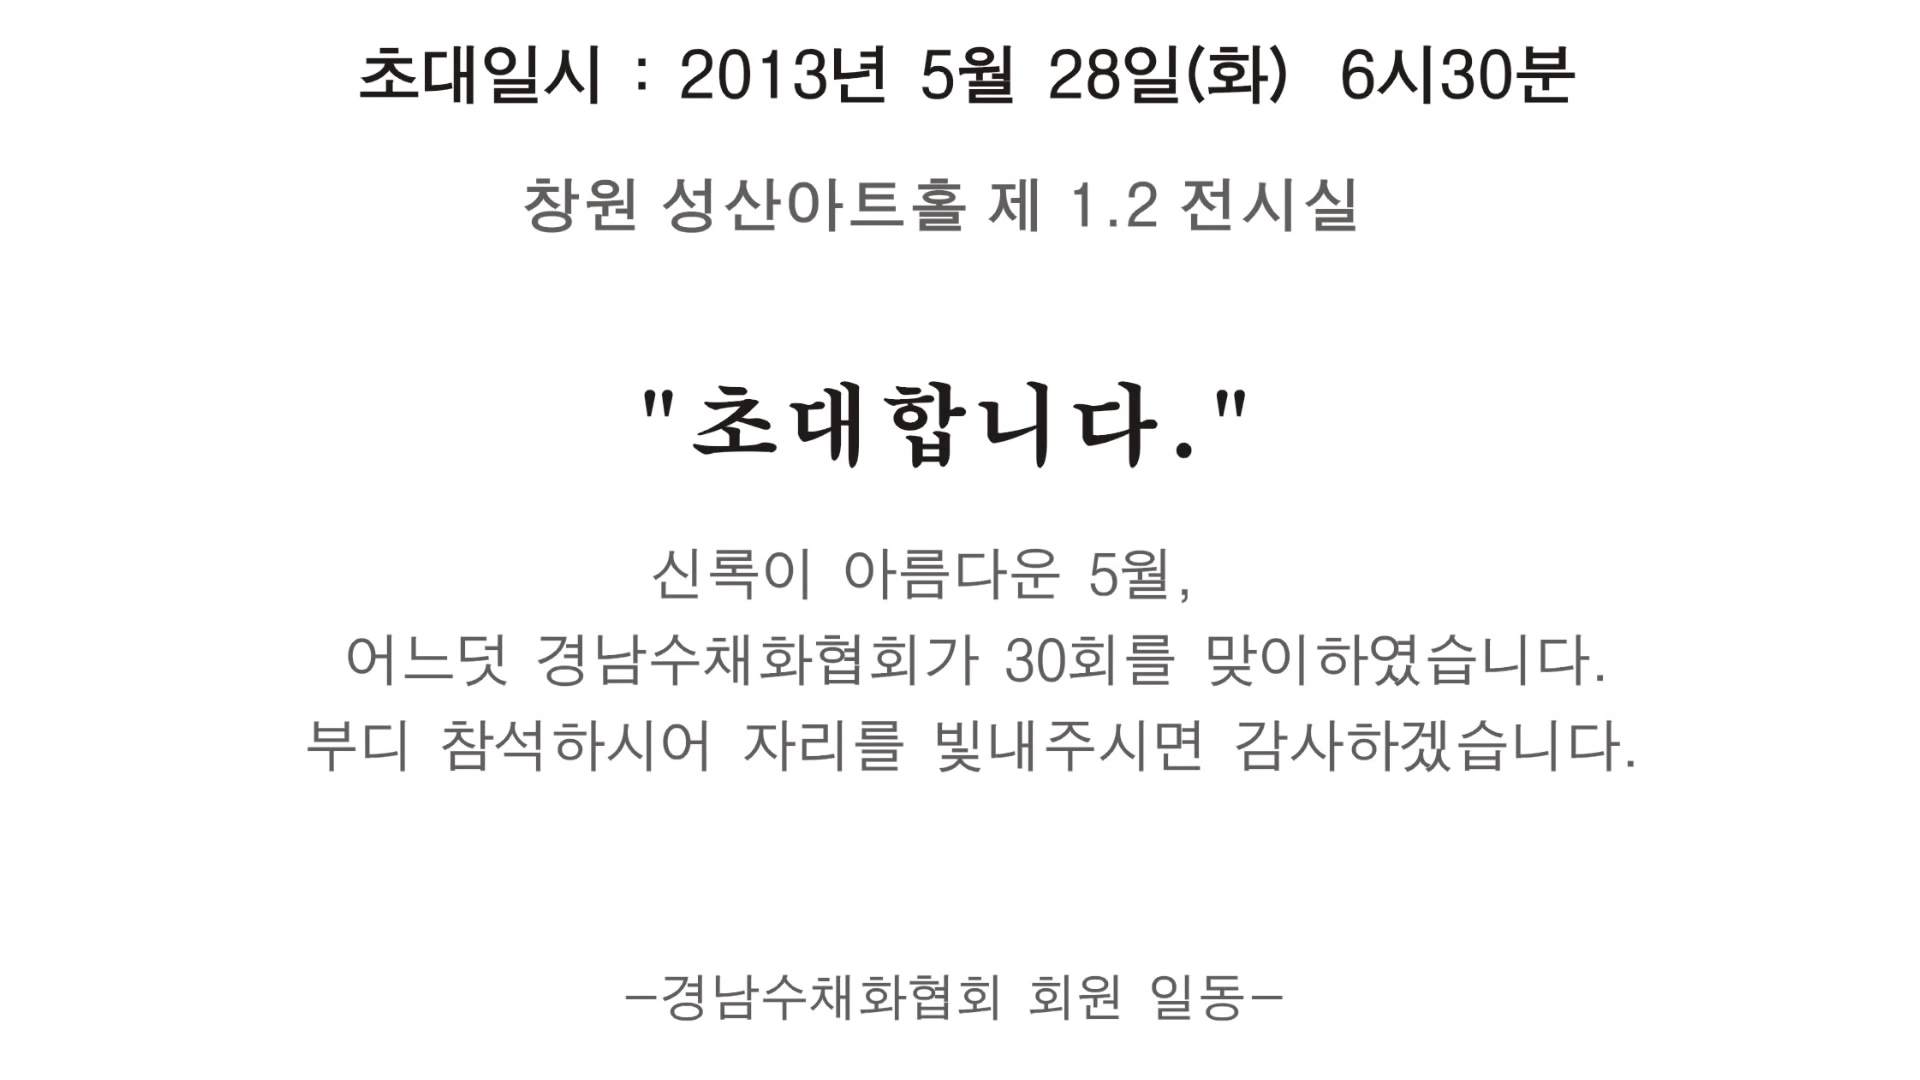 초대일시 : 2013년 5월 28일(화) 6시30분
창원 성산아트홀 제 1.2 전시실
"초대합니다."
신록이 아름다운 5월,
어느덧 경남수채화협회가 30회를 맞이하였습니다.
부디 참석하시어 자리를 빛내주시면 감사하겠습니다.
-경남수채화협회 회원 일동-